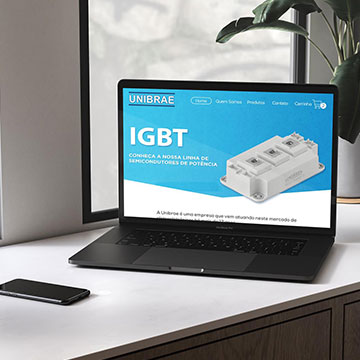 UNIBRAE
Home Quem Somos Produtos Contato Carrinho
IGBT
CONHEÇA A NOSSA LINHA DE
SEMICONDUTORES DE POTÊNCIA
A Unibrae é uma empresa que vem atuando neste mercado de